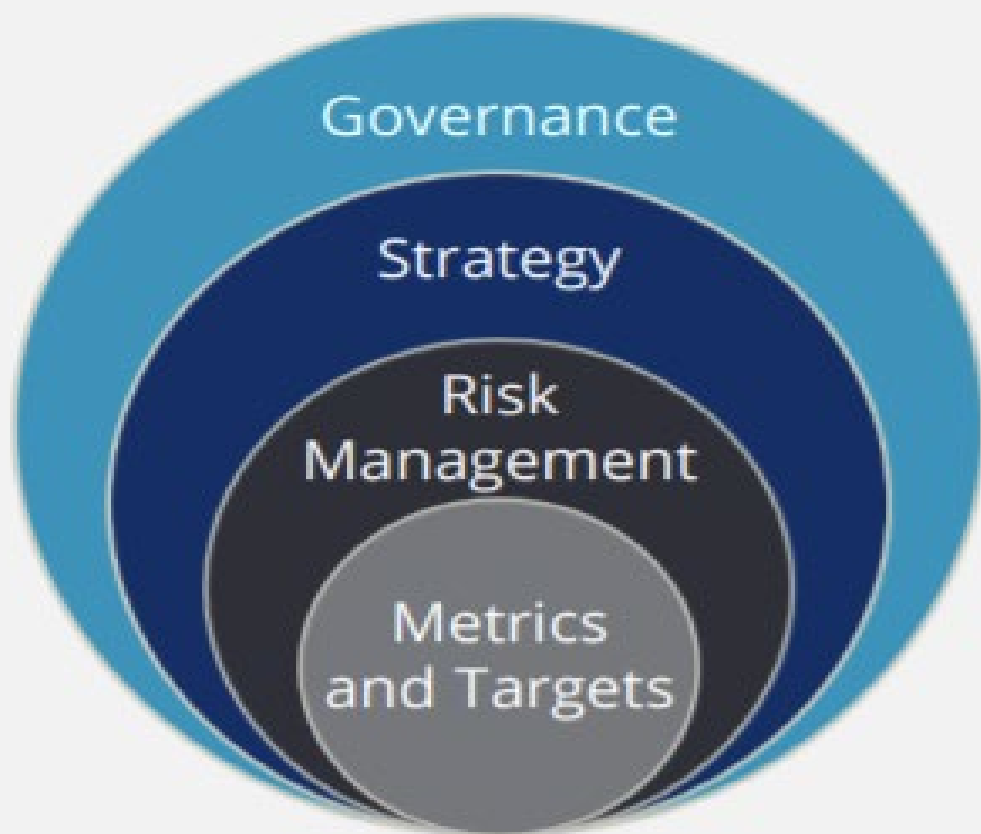 Governance
Strategy
Risk
Management
Metrics
and Targets